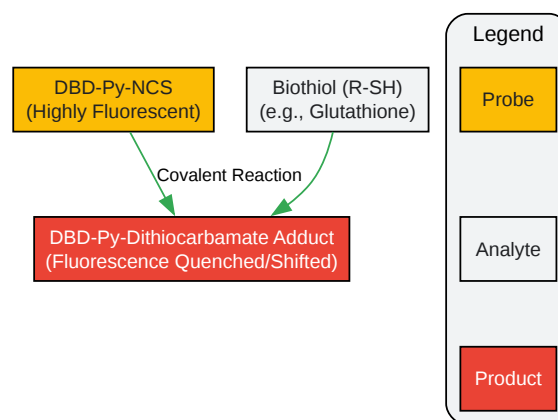 Legend
DBD-Py-NCS
(Highly Fluorescent)
Biothiol (R-SH)
(e.g., Glutathione)
Probe
Covalent Reaction
DBD-Py-Dithiocarbamate Adduct
(Fluorescence Quenched/Shifted)
Analyte
Product